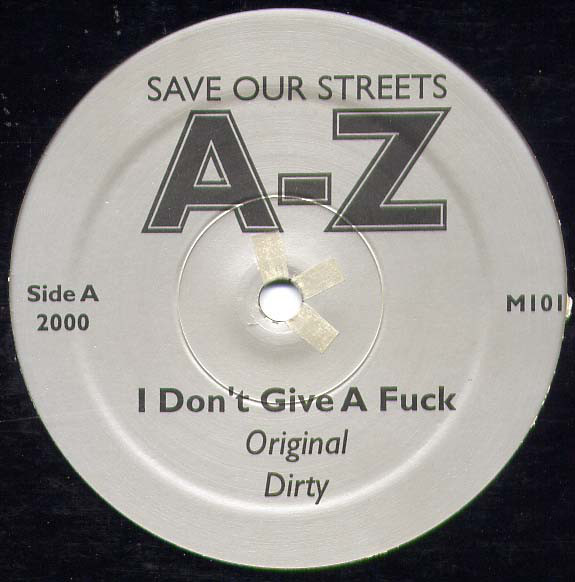 SAVE OUR STREETS
A-Z
Side A
2000
M101
I Don't Give A Fuck
Original
Dirty